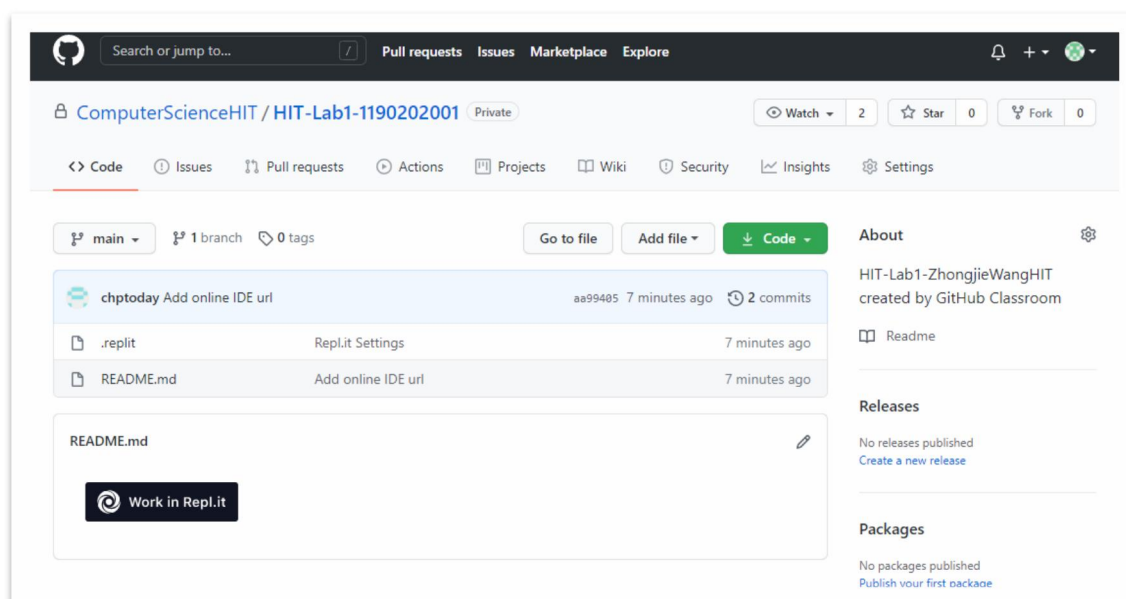 Search or jump to... / Pull requests Issues Marketplace Explore
ComputerScienceHIT / HIT-Lab1-1190202001 Private
Watch 2 Star 0 Fork 0
Code Issues Pull requests Actions Projects Wiki Security Insights Settings
main 1 branch 0 tags
Go to file Add file Code
chptoday Add online IDE url aa99405 7 minutes ago 2 commits
.replit Repl.it Settings 7 minutes ago
README.md Add online IDE url 7 minutes ago
README.md
Work in Repl.it
About
HIT-Lab1-ZhongjieWangHIT
created by GitHub Classroom
Readme
Releases
No releases published
Create a new release
Packages
No packages published
Publish your first package